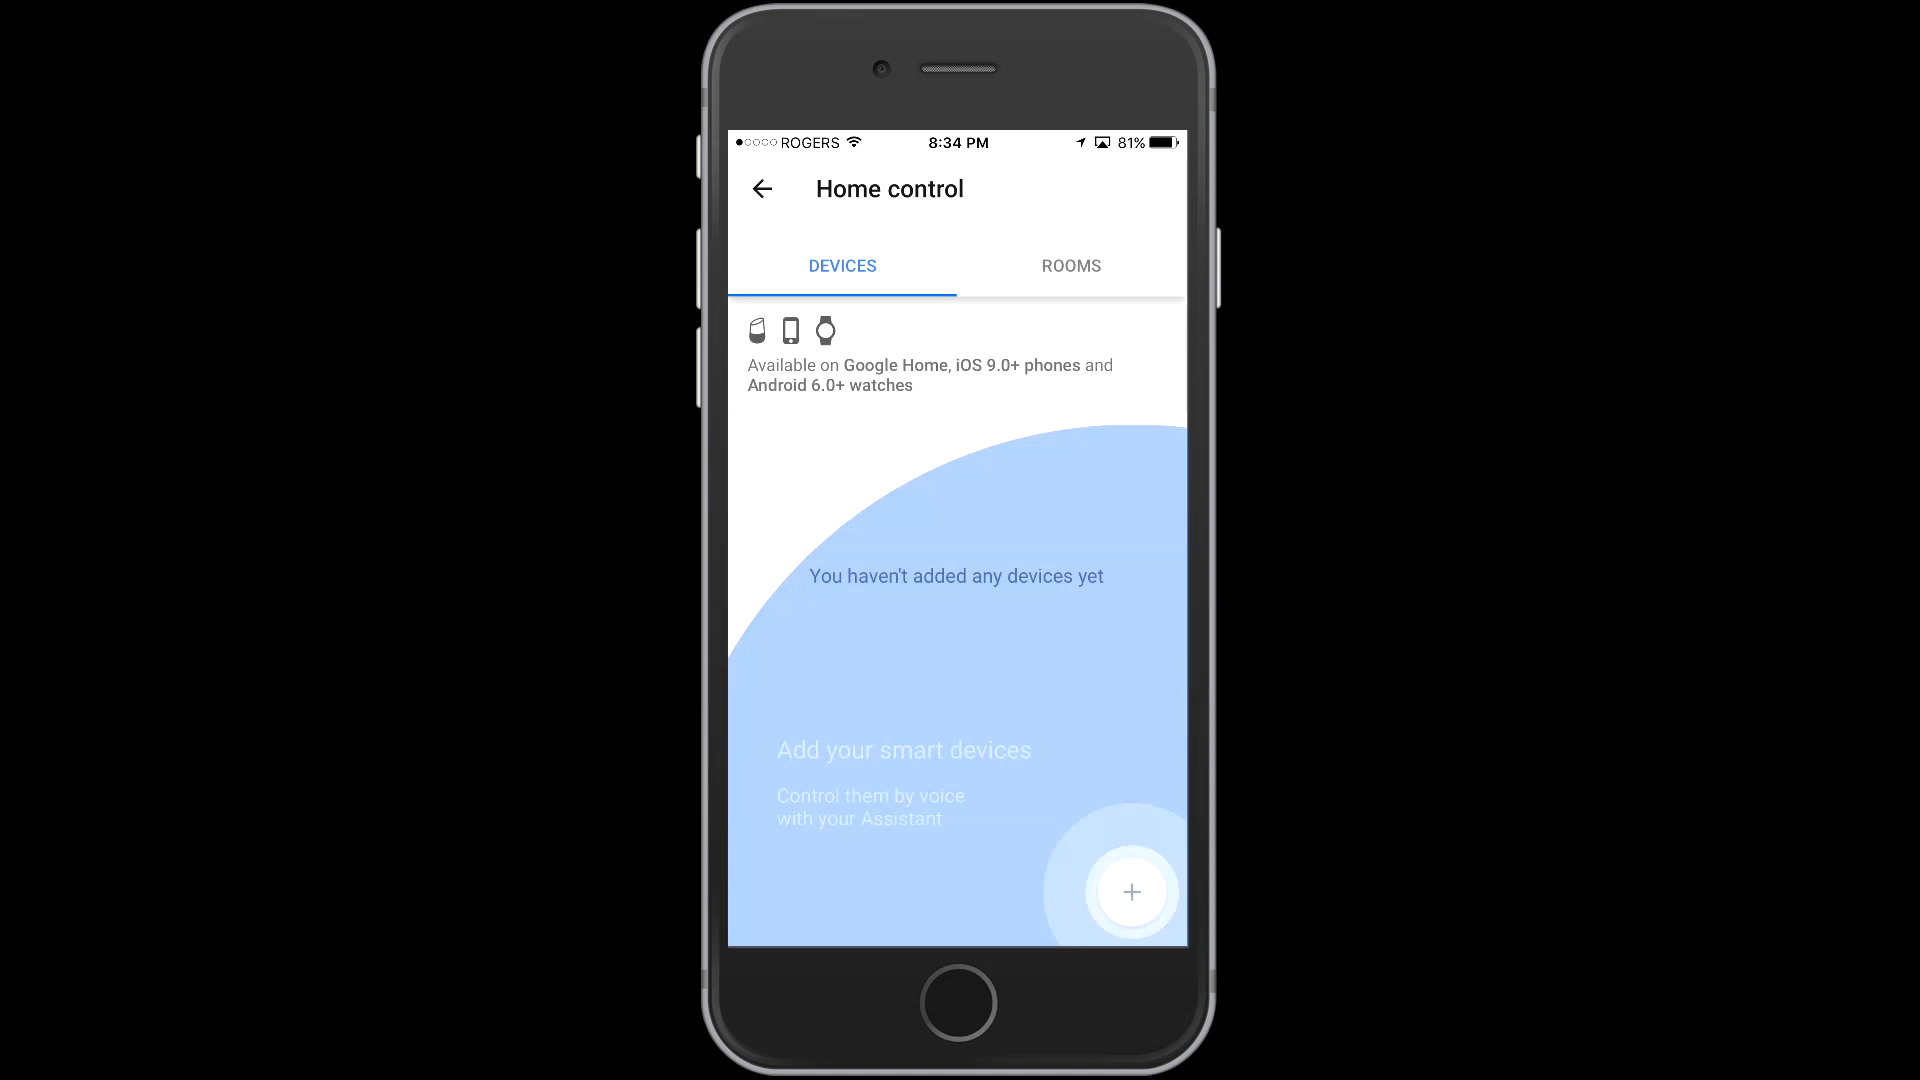 ROGERS 8:34 PM 81%
Home control
DEVICES ROOMS
Available on Google Home, iOS 9.0+ phones and
Android 6.0+ watches
You haven't added any devices yet
Add your smart devices
Control them by voice
with your Assistant